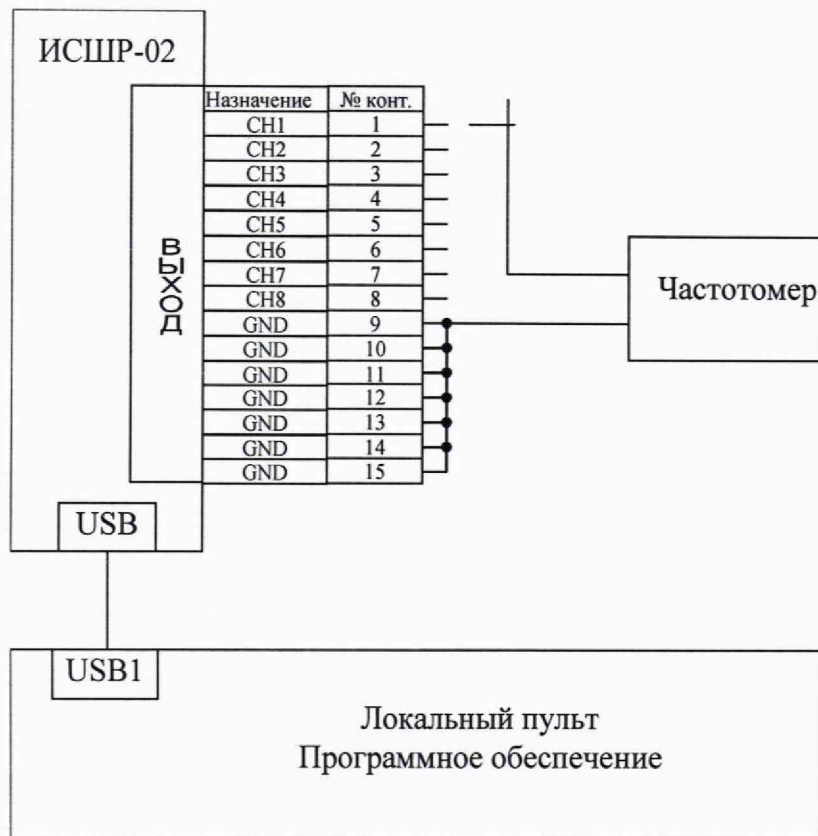 ИСШР-02
ВЫХОД
Назначение № конт.
CH1 1
CH2 2
CH3 3
CH4 4
CH5 5
CH6 6
CH7 7
CH8 8
GND 9
GND 10
GND 11
GND 12
GND 13
GND 14
GND 15
Частотомер
USB
USB1
Локальный пульт
Программное обеспечение